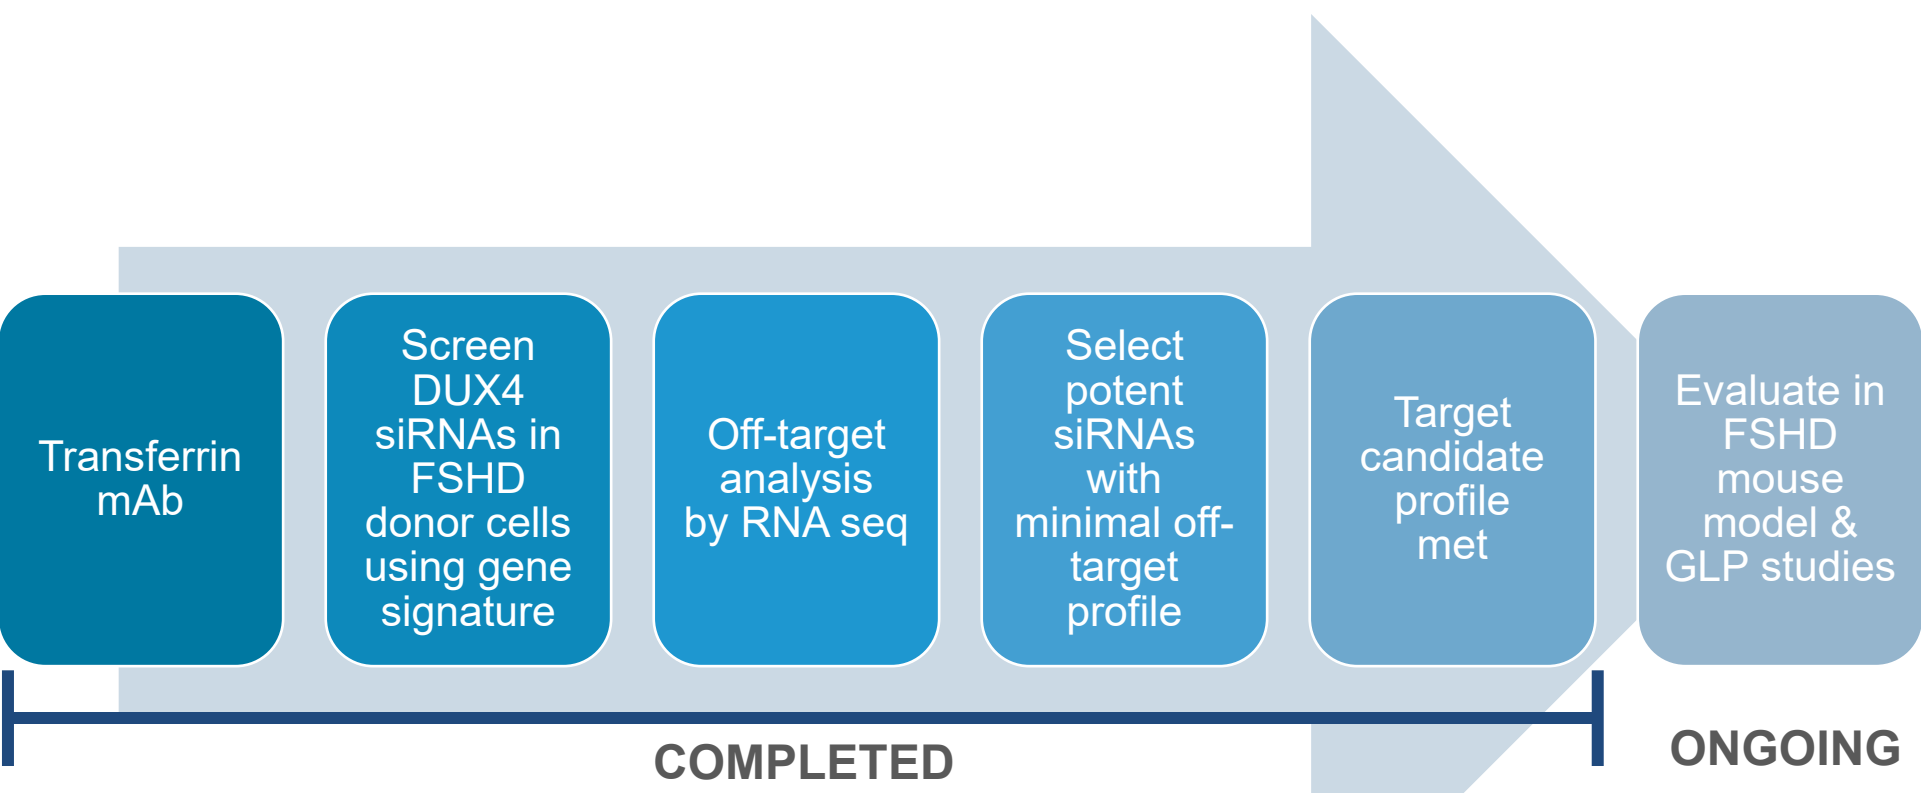 Transferrin
mAb
Screen
DUX4
siRNAs in
FSHD
donor cells
using gene
signature
Off-target
analysis
by RNA seq
Select
potent
siRNAs
with
minimal off-
target
profile
Target
candidate
profile
met
Evaluate in
FSHD
mouse
model &
GLP studies
COMPLETED
ONGOING